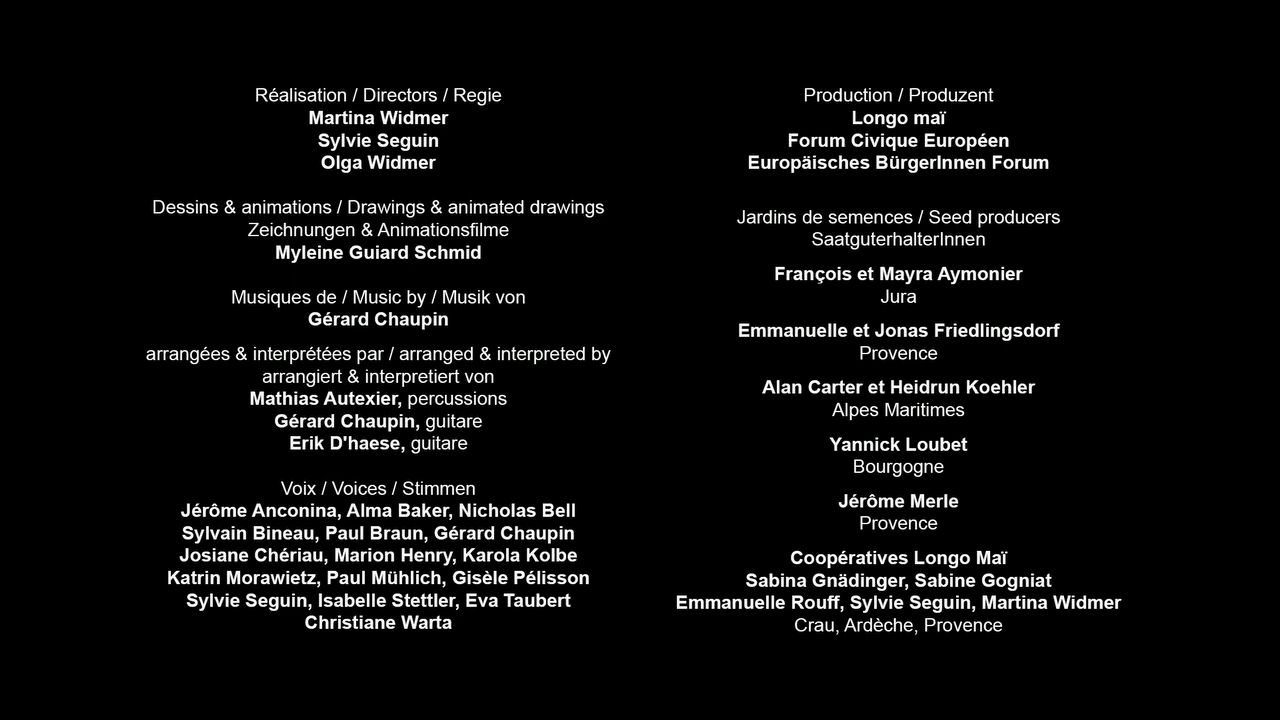 Réalisation / Directors / Regie
Martina Widmer
Sylvie Seguin
Olga Widmer
Dessins & animations / Drawings & animated drawings
Zeichnungen & Animationsfilme
Myleine Guiard Schmid
Musiques de / Music by / Musik von
Gérard Chaupin
arrangées & interprétées par / arranged & interpreted by
arrangiert & interpretiert von
Mathias Autexier, percussions
Gérard Chaupin, guitare
Erik D'haese, guitare
Voix / Voices / Stimmen
Jérôme Anconina, Alma Baker, Nicholas Bell
Sylvain Bineau, Paul Braun, Gérard Chaupin
Josiane Chériau, Marion Henry, Karola Kolbe
Katrin Morawietz, Paul Mühlich, Gisèle Pélisson
Sylvie Seguin, Isabelle Stettler, Eva Taubert
Christiane Warta
Production / Produzent
Longo maï
Forum Civique Européen
Europäisches BürgerInnen Forum
Jardins de semences / Seed producers
SaatguterhalterInnen
François et Mayra Aymonier
Jura
Emmanuelle et Jonas Friedlingsdorf
Provence
Alan Carter et Heidrun Koehler
Alpes Maritimes
Yannick Loubet
Bourgogne
Jérôme Merle
Provence
Coopératives Longo Maï
Sabina Gnädinger, Sabine Gogniat
Emmanuelle Rouff, Sylvie Seguin, Martina Widmer
Crau, Ardèche, Provence